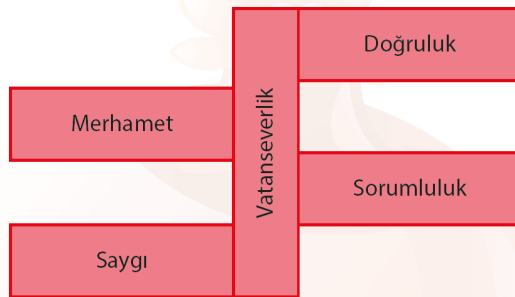 Doğruluk
Merhamet
Vatanseverlik
Sorumluluk
Saygı